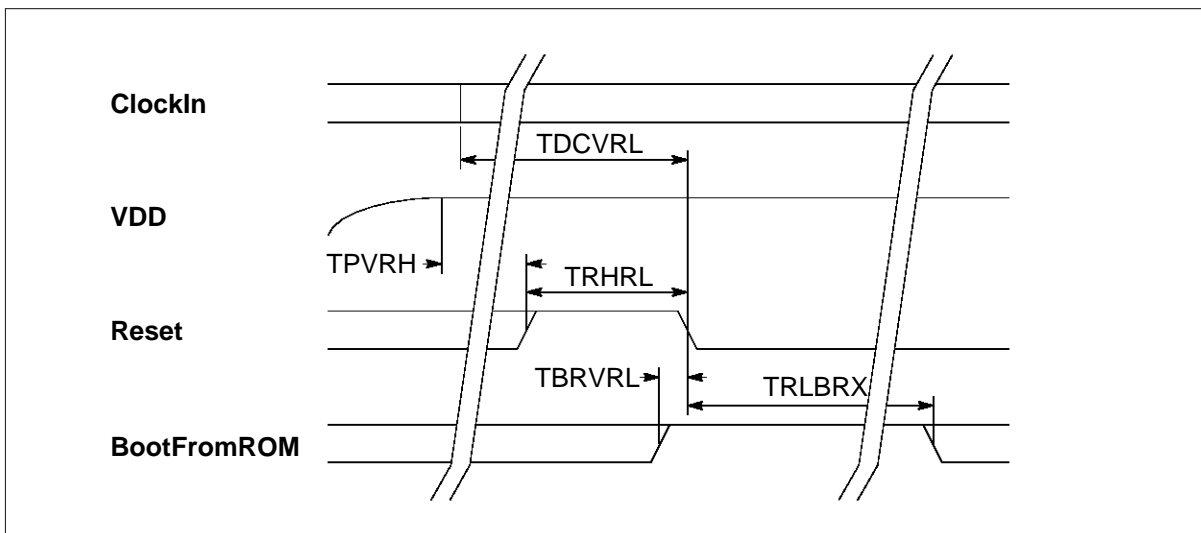 ClockIn
TDCVRL
VDD
TPVRH
TRHRL
Reset
TBRVRL
TRLBRX
BootFromROM